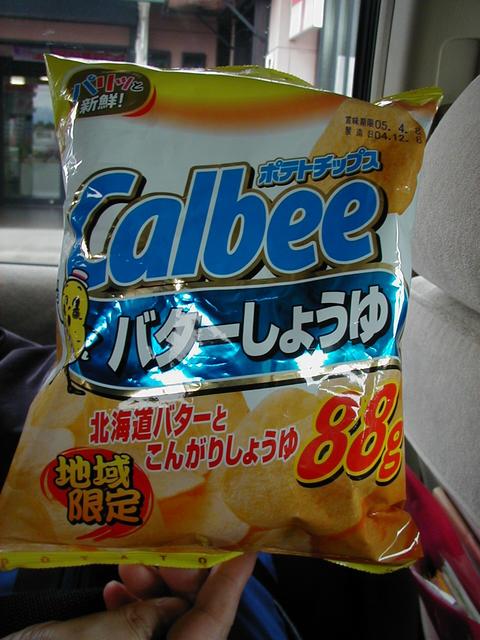 パリッと
新鮮!
賞味期限05. 4. 8
製造日04.12. 8
ポテトチップス
Calbee
バターしょうゆ
北海道バターと
こんがりしょうゆ
88g
地域
限定
POTATO